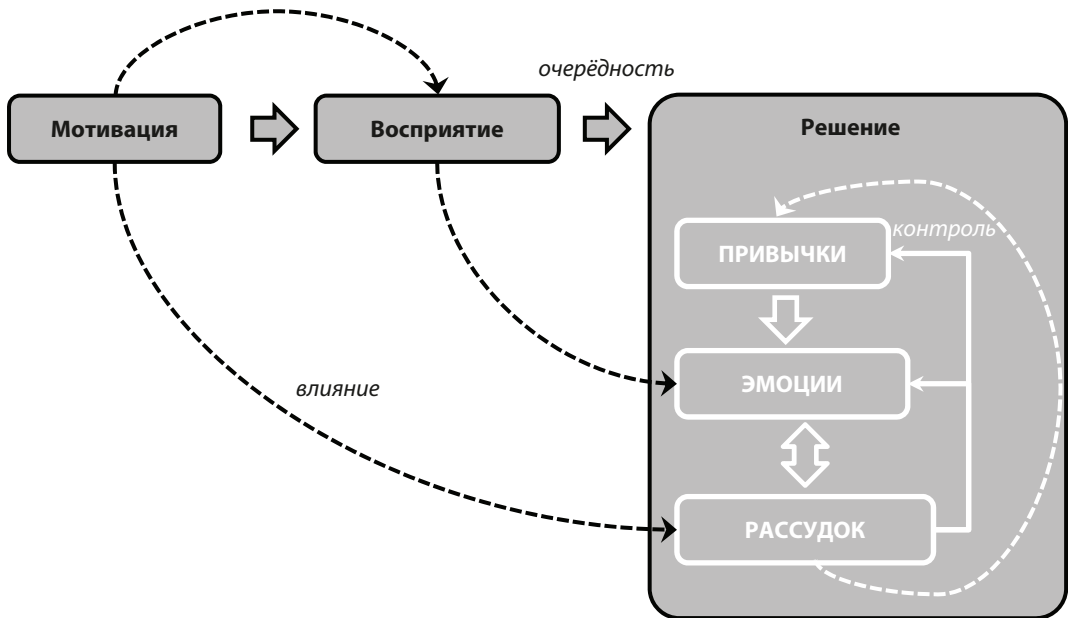 очерёдность
Мотивация
Восприятие
Решение
контроль
ПРИВЫЧКИ
ЭМОЦИИ
влияние
РАССУДОК